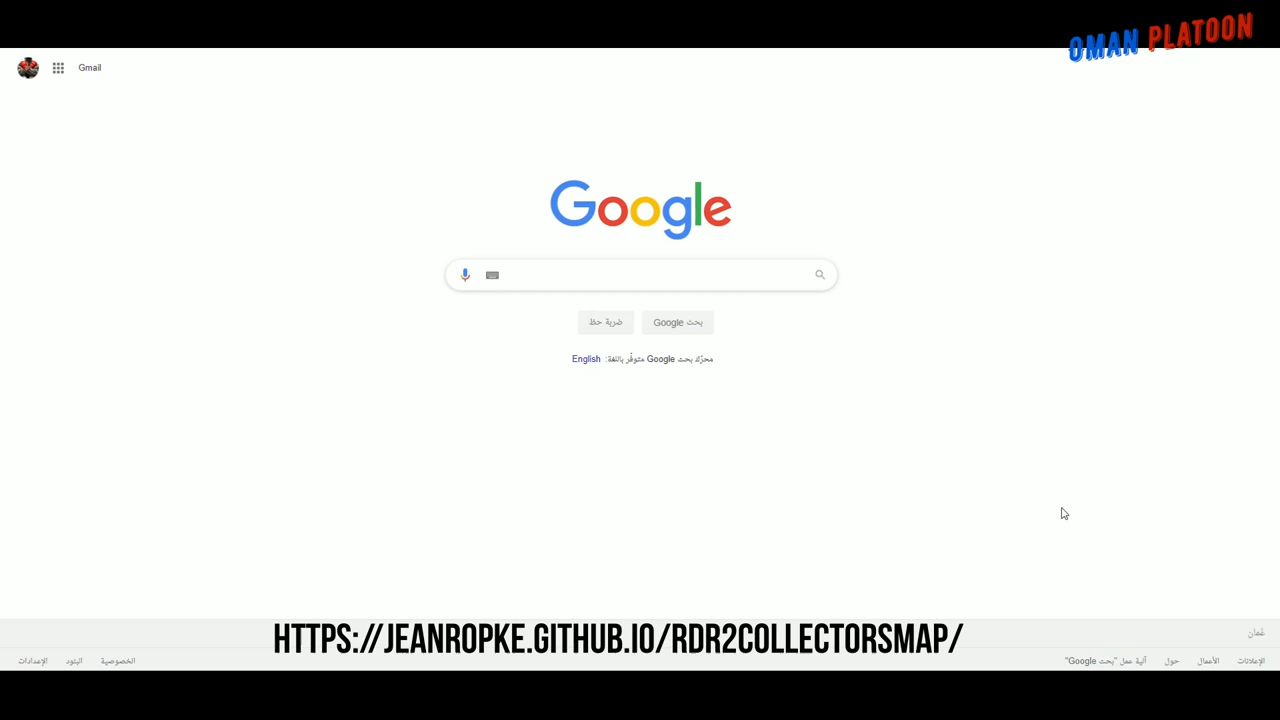 OMAN PLATOON
Gmail
Google
بحث Google
ضربة حظ
محرّك بحث Google متوفّر باللغة: English
HTTPS://JEANROPKE.GITHUB.IO/RDR2COLLECTORSMAP/
عُمان
الإعلانات الأعمال حول آلية عمل "بحث Google"
الخصوصية البنود الإعدادات